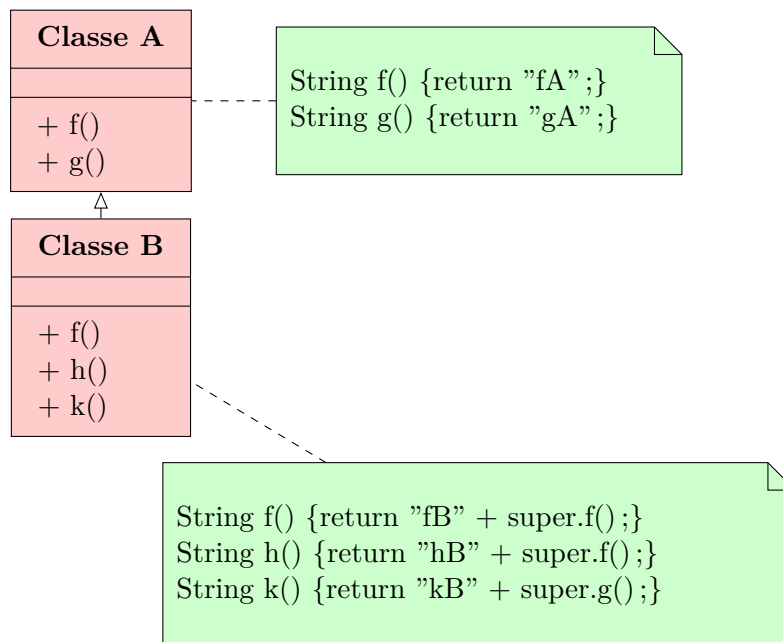 Classe A
+ f()
+ g()
String f() {return ”fA” ;}
String g() {return ”gA” ;}
Classe B
+ f()
+ h()
+ k()
String f() {return ”fB” + super.f() ;}
String h() {return ”hB” + super.f() ;}
String k() {return ”kB” + super.g() ;}